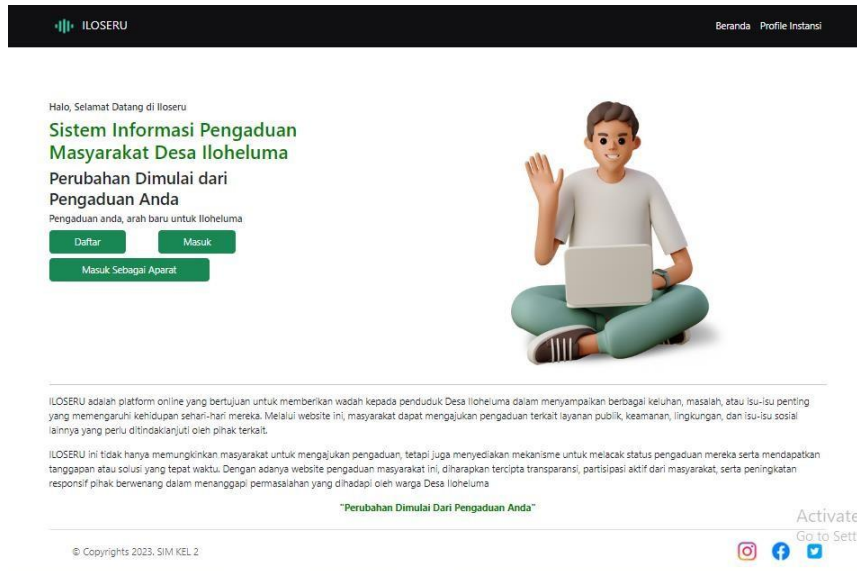 ILOSERU
Beranda Profile Instansi
Halo, Selamat Datang di Iloseru
Sistem Informasi Pengaduan
Masyarakat Desa Iloheluma
Perubahan Dimulai dari
Pengaduan Anda
Pengaduan anda, arah baru untuk Iloheluma
Daftar Masuk
Masuk Sebagai Aparat
ILOSERU adalah platform online yang bertujuan untuk memberikan wadah kepada penduduk Desa Iloheluma dalam menyampaikan berbagai keluhan, masalah, atau isu-isu penting
yang memengaruhi kehidupan sehari-hari mereka. Melalui website ini, masyarakat dapat mengajukan pengaduan terkait layanan publik, keamanan, lingkungan, dan isu-isu sosial
lainnya yang perlu ditindaklanjuti oleh pihak terkait.
ILOSERU ini tidak hanya memungkinkan masyarakat untuk mengajukan pengaduan, tetapi juga menyediakan mekanisme untuk melacak status pengaduan mereka serta mendapatkan
tanggapan atau solusi yang tepat waktu. Dengan adanya website pengaduan masyarakat ini, diharapkan tercipta transparansi, partisipasi aktif dari masyarakat, serta peningkatan
responsif pihak berwenang dalam menanggapi permasalahan yang dihadapi oleh warga Desa Iloheluma
"Perubahan Dimulai Dari Pengaduan Anda"
Activate
Go to Sett
© Copyrights 2023. SIM KEL 2